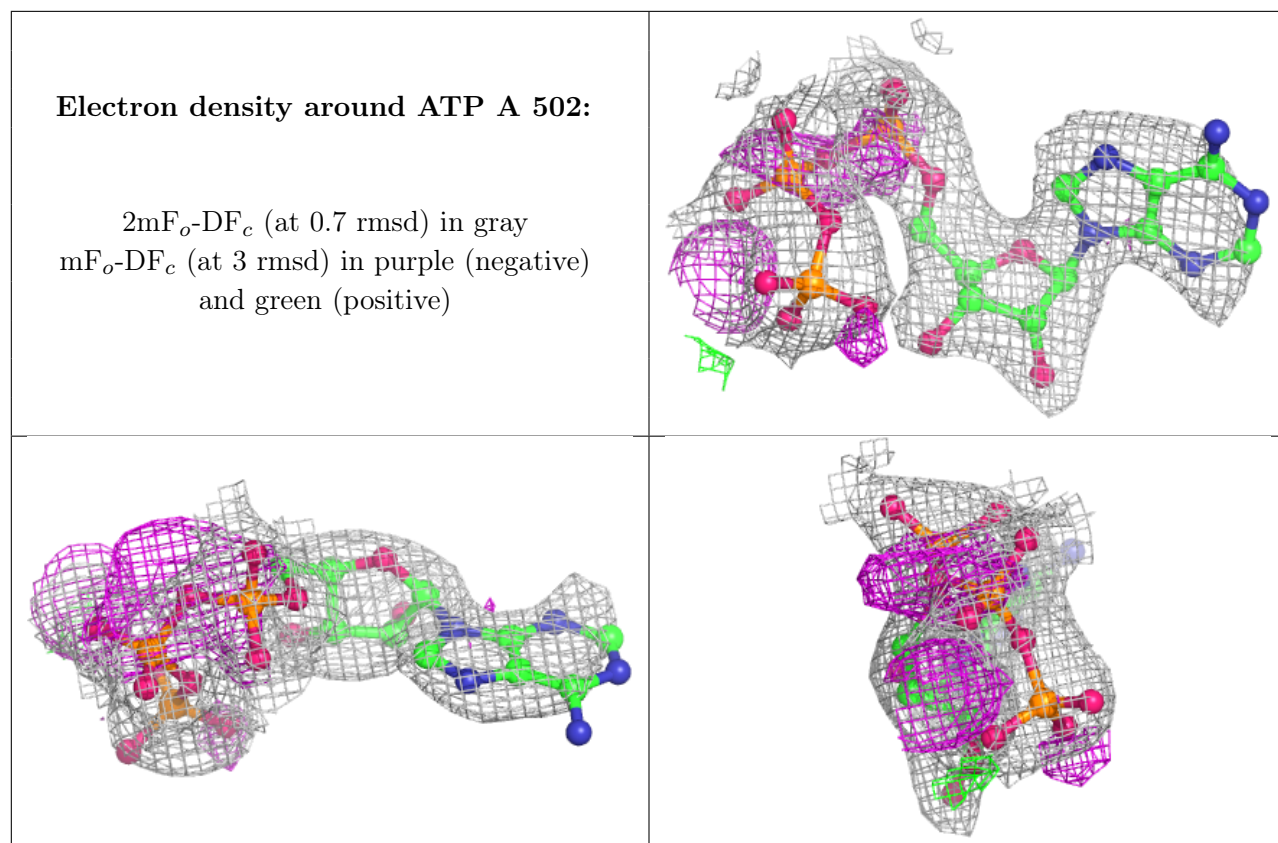 Electron density around ATP A 502:
2mFo-DFc (at 0.7 rmsd) in gray
mFo-DFc (at 3 rmsd) in purple (negative)
and green (positive)